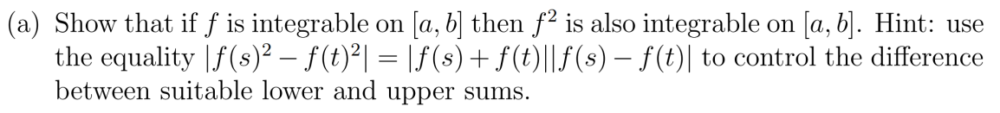 (a) Show that if f is integrable on [a, b] then f² is also integrable on [a, b]. Hint: use
the equality |f(s)² − f(t)²| = |f(s) + f(t)||f(s) − f(t)| to control the difference
between suitable lower and upper sums.